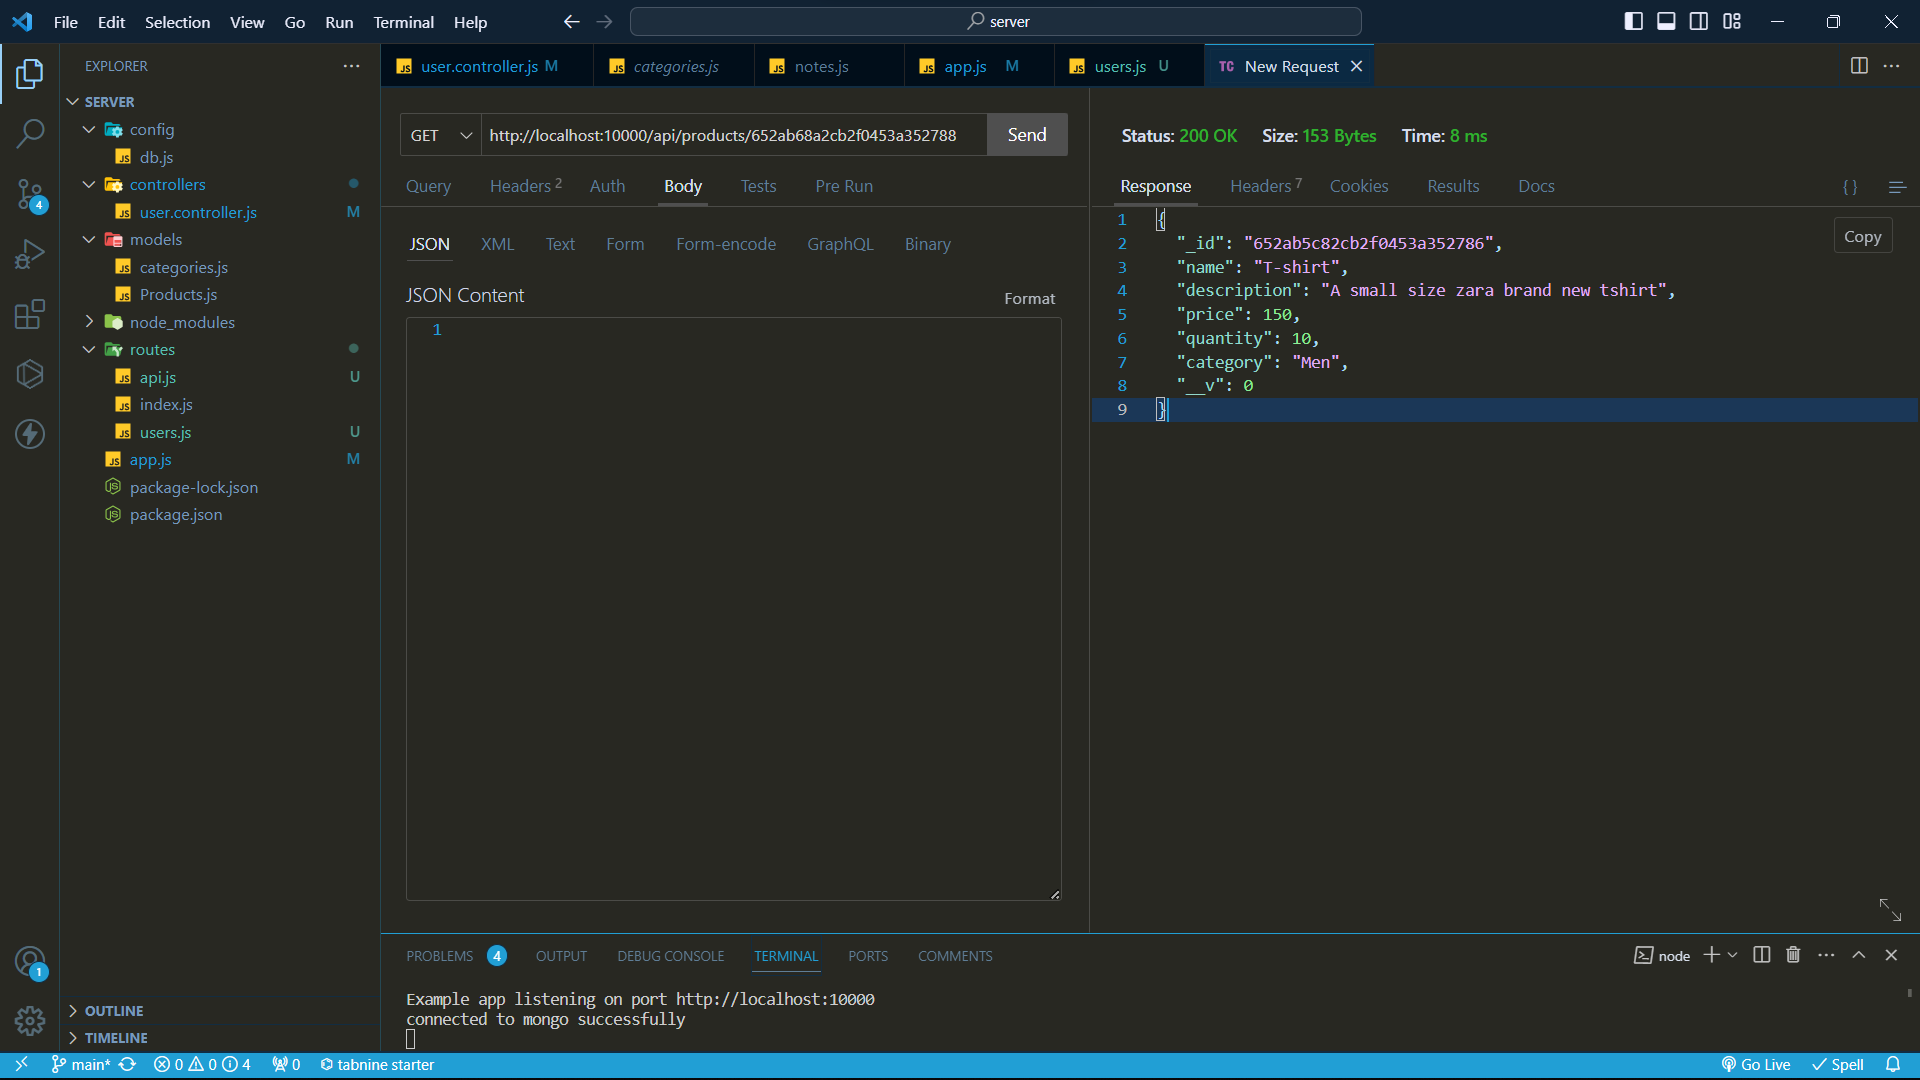 File Edit Selection View Go Run Terminal Help
server
EXPLORER
SERVER
config
db.js
controllers
user.controller.js M
models
categories.js
Products.js
node_modules
routes
api.js U
index.js
users.js U
app.js M
package-lock.json
package.json
OUTLINE
TIMELINE
4
1
user.controller.js M categories.js notes.js app.js M users.js U TC New Request
GET http://localhost:10000/api/products/652ab68a2cb2f0453a352788 Send
Query Headers 2 Auth Body Tests Pre Run
JSON XML Text Form Form-encode GraphQL Binary
JSON Content
Format
1
Status: 200 OK Size: 153 Bytes Time: 8 ms
Response Headers 7 Cookies Results Docs { }
Copy
1 {
2 "_id": "652ab5c82cb2f0453a352786",
3 "name": "T-shirt",
4 "description": "A small size zara brand new tshirt",
5 "price": 150,
6 "quantity": 10,
7 "category": "Men",
8 "__v": 0
9 }
PROBLEMS 4 OUTPUT DEBUG CONSOLE TERMINAL PORTS COMMENTS
node
Example app listening on port http://localhost:10000
connected to mongo successfully
main* 0 0 4 0 tabnine starter Go Live Spell